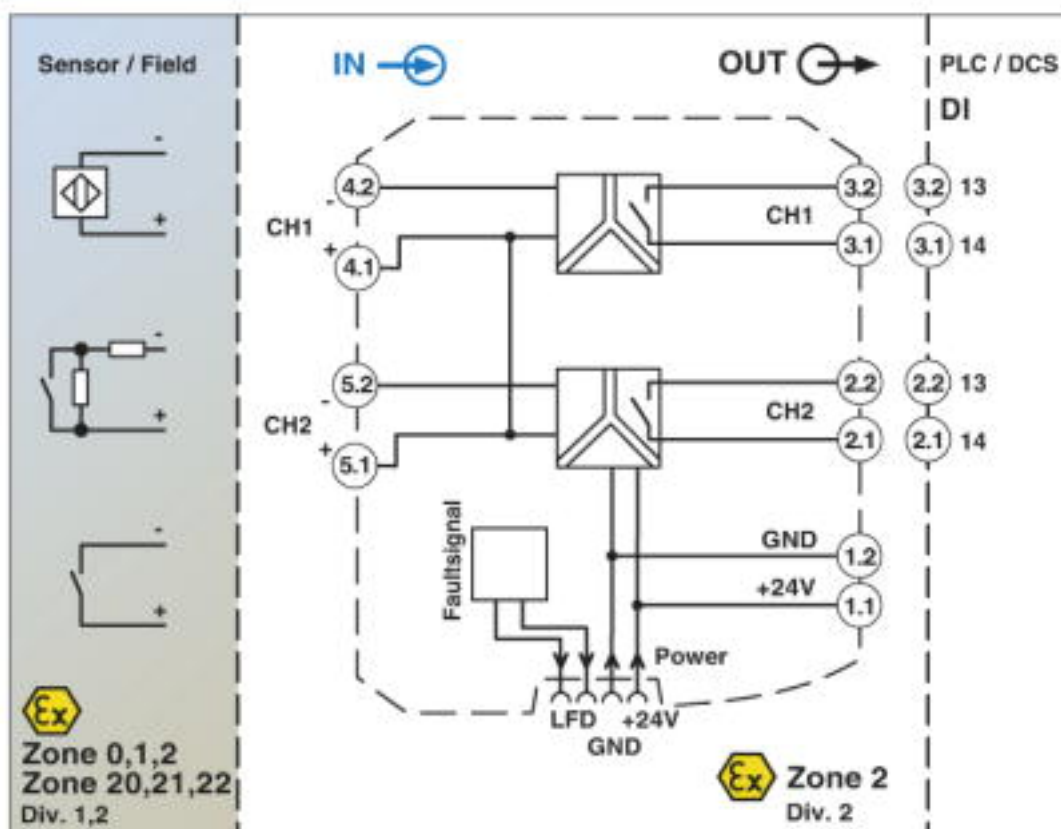 Sensor / Field
IN
OUT
PLC / DCS
DI
-
+
4.2
-
CH1
+
4.1
3.2
CH1
3.1
3.2 13
3.1 14
-
+
5.2
-
CH2
+
5.1
2.2
CH2
2.1
2.2 13
2.1 14
-
+
Faultsignal
GND
1.2
+24V
1.1
Power
LFD +24V
GND
Ex
Zone 0,1,2
Zone 20,21,22
Div. 1,2
Ex
Zone 2
Div. 2